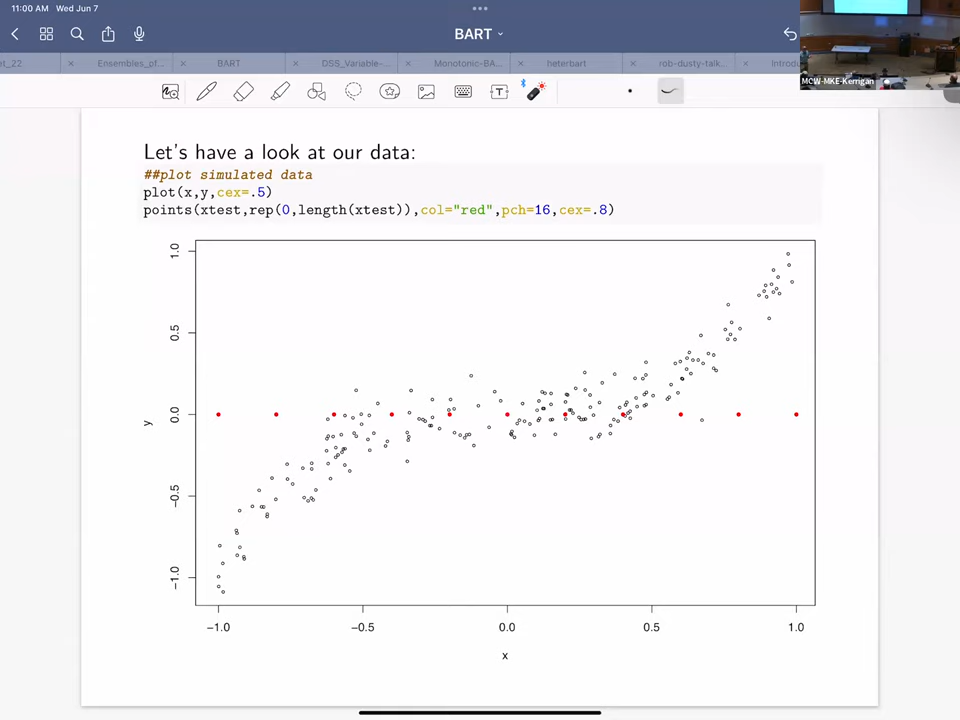 11:00 AM Wed Jun 7
BART
et_22
Ensembles_of...
BART
DSS_Variable-...
Monotonic-BA...
heterbart
rob-dusty-talk...
Introdu
MCW-MKE-Kerrigan
Let's have a look at our data:
##plot simulated data
plot(x,y,cex=.5)
points(xtest,rep(0,length(xtest)),col="red",pch=16,cex=.8)
1.0
0.5
0.0
−0.5
−1.0
y
−1.0
−0.5
0.0
0.5
1.0
x